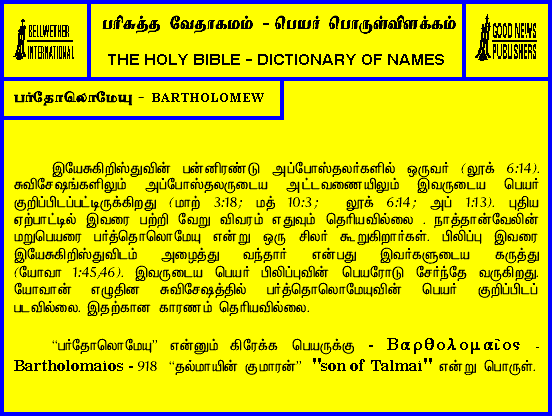 BELLWETHER
INTERNATIONAL
பரிசுத்த வேதாகமம் - பெயர் பொருள்விளக்கம்
THE HOLY BIBLE - DICTIONARY OF NAMES
GOOD NEWS
PUBLISHERS
பர்தோலொமேயு - BARTHOLOMEW
இயேசுகிறிஸ்துவின் பன்னிரண்டு அப்போஸ்தலர்களில் ஒருவர் (லூக் 6:14).
சுவிசேஷங்களிலும் அப்போஸ்தலருடைய அட்டவணையிலும் இவருடைய பெயர்
குறிப்பிடப்பட்டிருக்கிறது (மாற் 3:18; மத் 10:3; லூக் 6:14; அப் 1:13). புதிய
ஏற்பாட்டில் இவரை பற்றி வேறு விவரம் எதுவும் தெரியவில்லை . நாத்தான்வேலின்
மறுபெயரை பர்த்தொலொமேயு என்று ஒரு சிலர் கூறுகிறார்கள். பிலிப்பு இவரை
இயேசுகிறிஸ்துவிடம் அழைத்து வந்தார் என்பது இவர்களுடைய கருத்து
(யோவா 1:45,46). இவருடைய பெயர் பிலிப்புவின் பெயரோடு சேர்ந்தே வருகிறது.
யோவான் எழுதின சுவிசேஷத்தில் பர்த்தொலொமேயுவின் பெயர் குறிப்பிடப்
படவில்லை. இதற்கான காரணம் தெரியவில்லை.
“பர்தோலொமேயு” என்னும் கிரேக்க பெயருக்கு - Βαρθολομαῖος -
Bartholomaios - 918 “தல்மாயின் குமாரன்” "son of Talmai" என்று பொருள்.